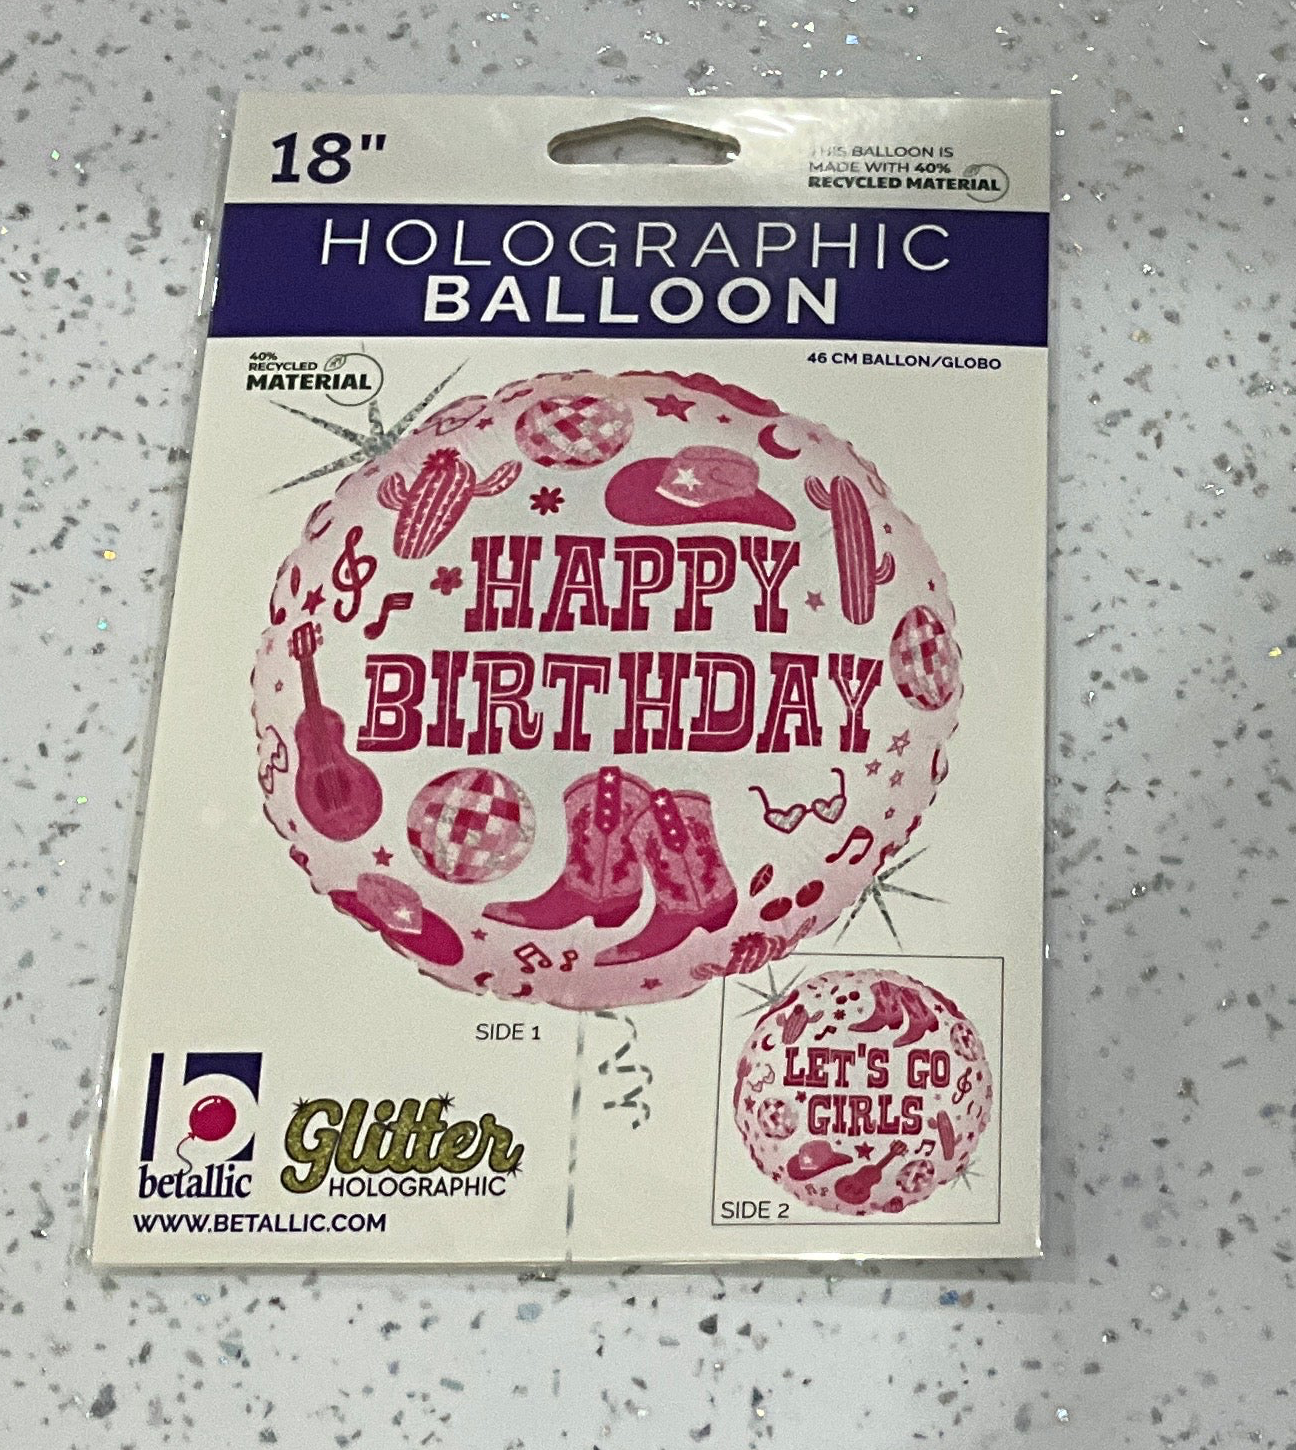 18"
THIS BALLOON IS
MADE WITH 40%
RECYCLED MATERIAL
HOLOGRAPHIC
BALLOON
40%
RECYCLED
MATERIAL
46 CM BALLON/GLOBO
HAPPY
BIRTHDAY
SIDE 1
LET'S GO
GIRLS
SIDE 2
betallic
Glitter
HOLOGRAPHIC
WWW.BETALLIC.COM